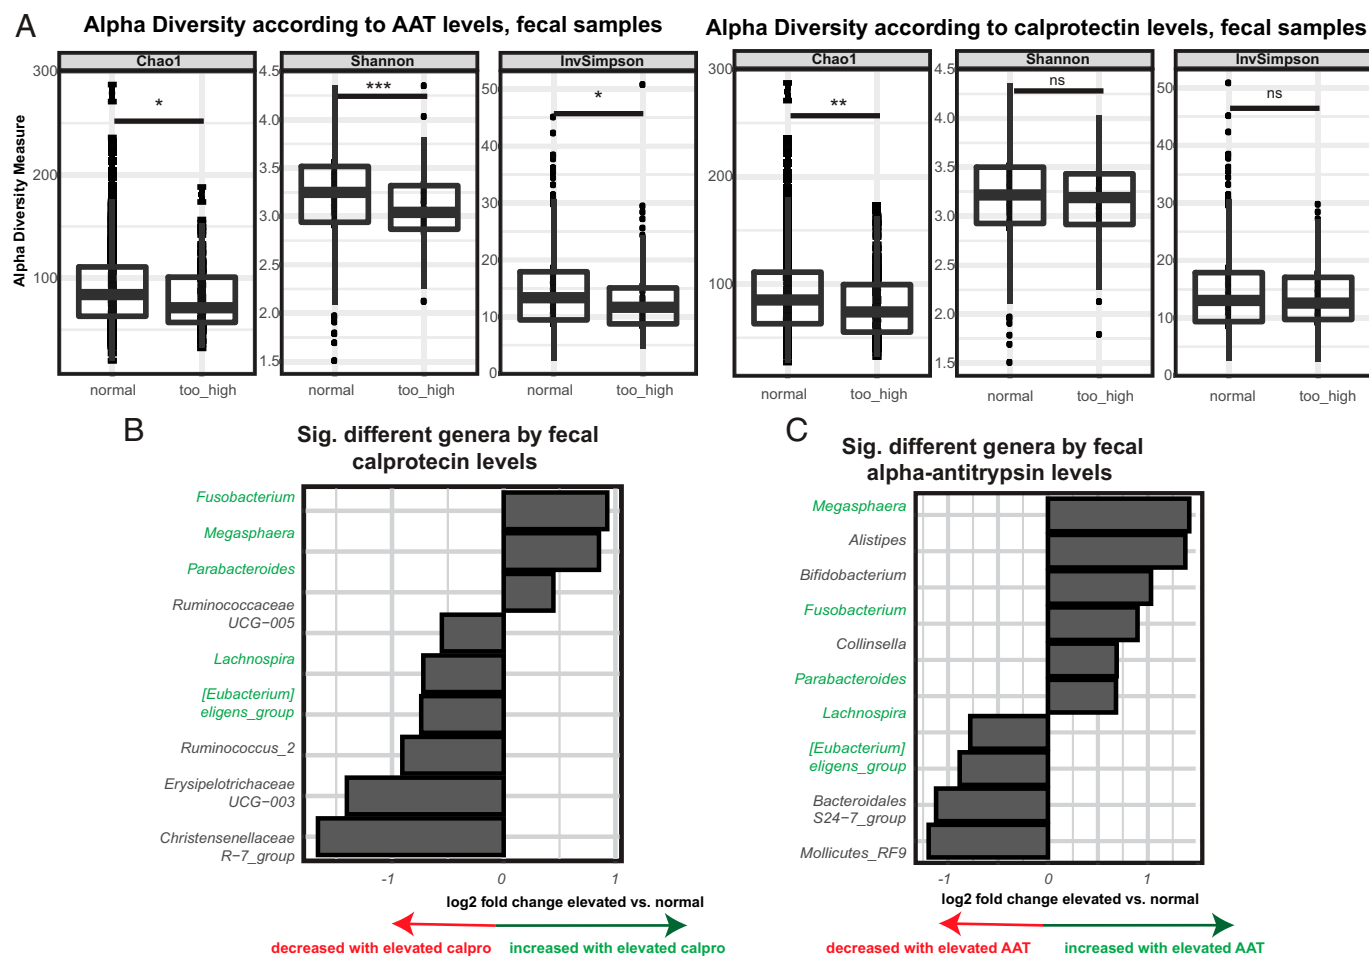 A
Alpha Diversity according to AAT levels, fecal samples
Chao1
Shannon
InvSimpson
Alpha Diversity Measure
300
200
100
*
normal
too_high
4.5
4.0
3.5
3.0
2.5
2.0
1.5
***
normal
too_high
50
40
30
20
10
0
*
normal
too_high
Alpha Diversity according to calprotectin levels, fecal samples
Chao1
Shannon
InvSimpson
300
200
100
**
normal
too_high
4.5
4.0
3.5
3.0
2.5
2.0
1.5
ns
normal
too_high
50
40
30
20
10
0
ns
normal
too_high
B
Sig. different genera by fecal
calprotecin levels
Fusobacterium
Megasphaera
Parabacteroides
Ruminococcaceae
UCG−005
Lachnospira
[Eubacterium]
eligens_group
Ruminococcus_2
Erysipelotrichaceae
UCG−003
Christensenellaceae
R−7_group
-1
0
1
log2 fold change elevated vs. normal
decreased with elevated calpro
increased with elevated calpro
C
Sig. different genera by fecal
alpha-antitrypsin levels
Megasphaera
Alistipes
Bifidobacterium
Fusobacterium
Collinsella
Parabacteroides
Lachnospira
[Eubacterium]
eligens_group
Bacteroidales
S24−7_group
Mollicutes_RF9
-1
0
1
log2 fold change elevated vs. normal
decreased with elevated AAT
increased with elevated AAT